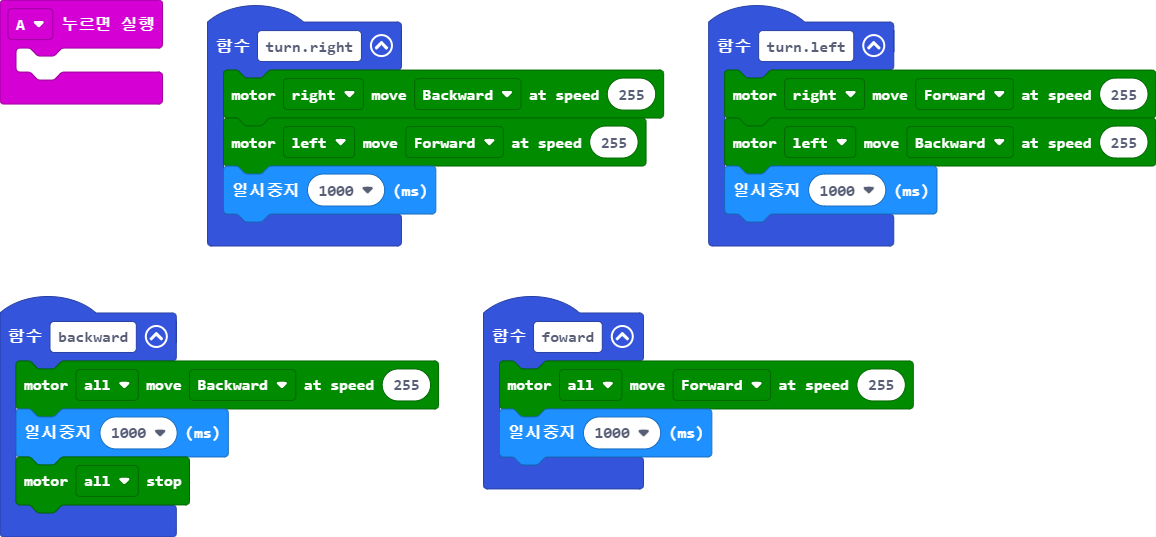 A 누르면 실행
함수 turn.right
motor right move Backward at speed 255
motor left move Forward at speed 255
일시중지 1000 (ms)
함수 turn.left
motor right move Forward at speed 255
motor left move Backward at speed 255
일시중지 1000 (ms)
함수 backward
motor all move Backward at speed 255
일시중지 1000 (ms)
motor all stop
함수 foward
motor all move Forward at speed 255
일시중지 1000 (ms)